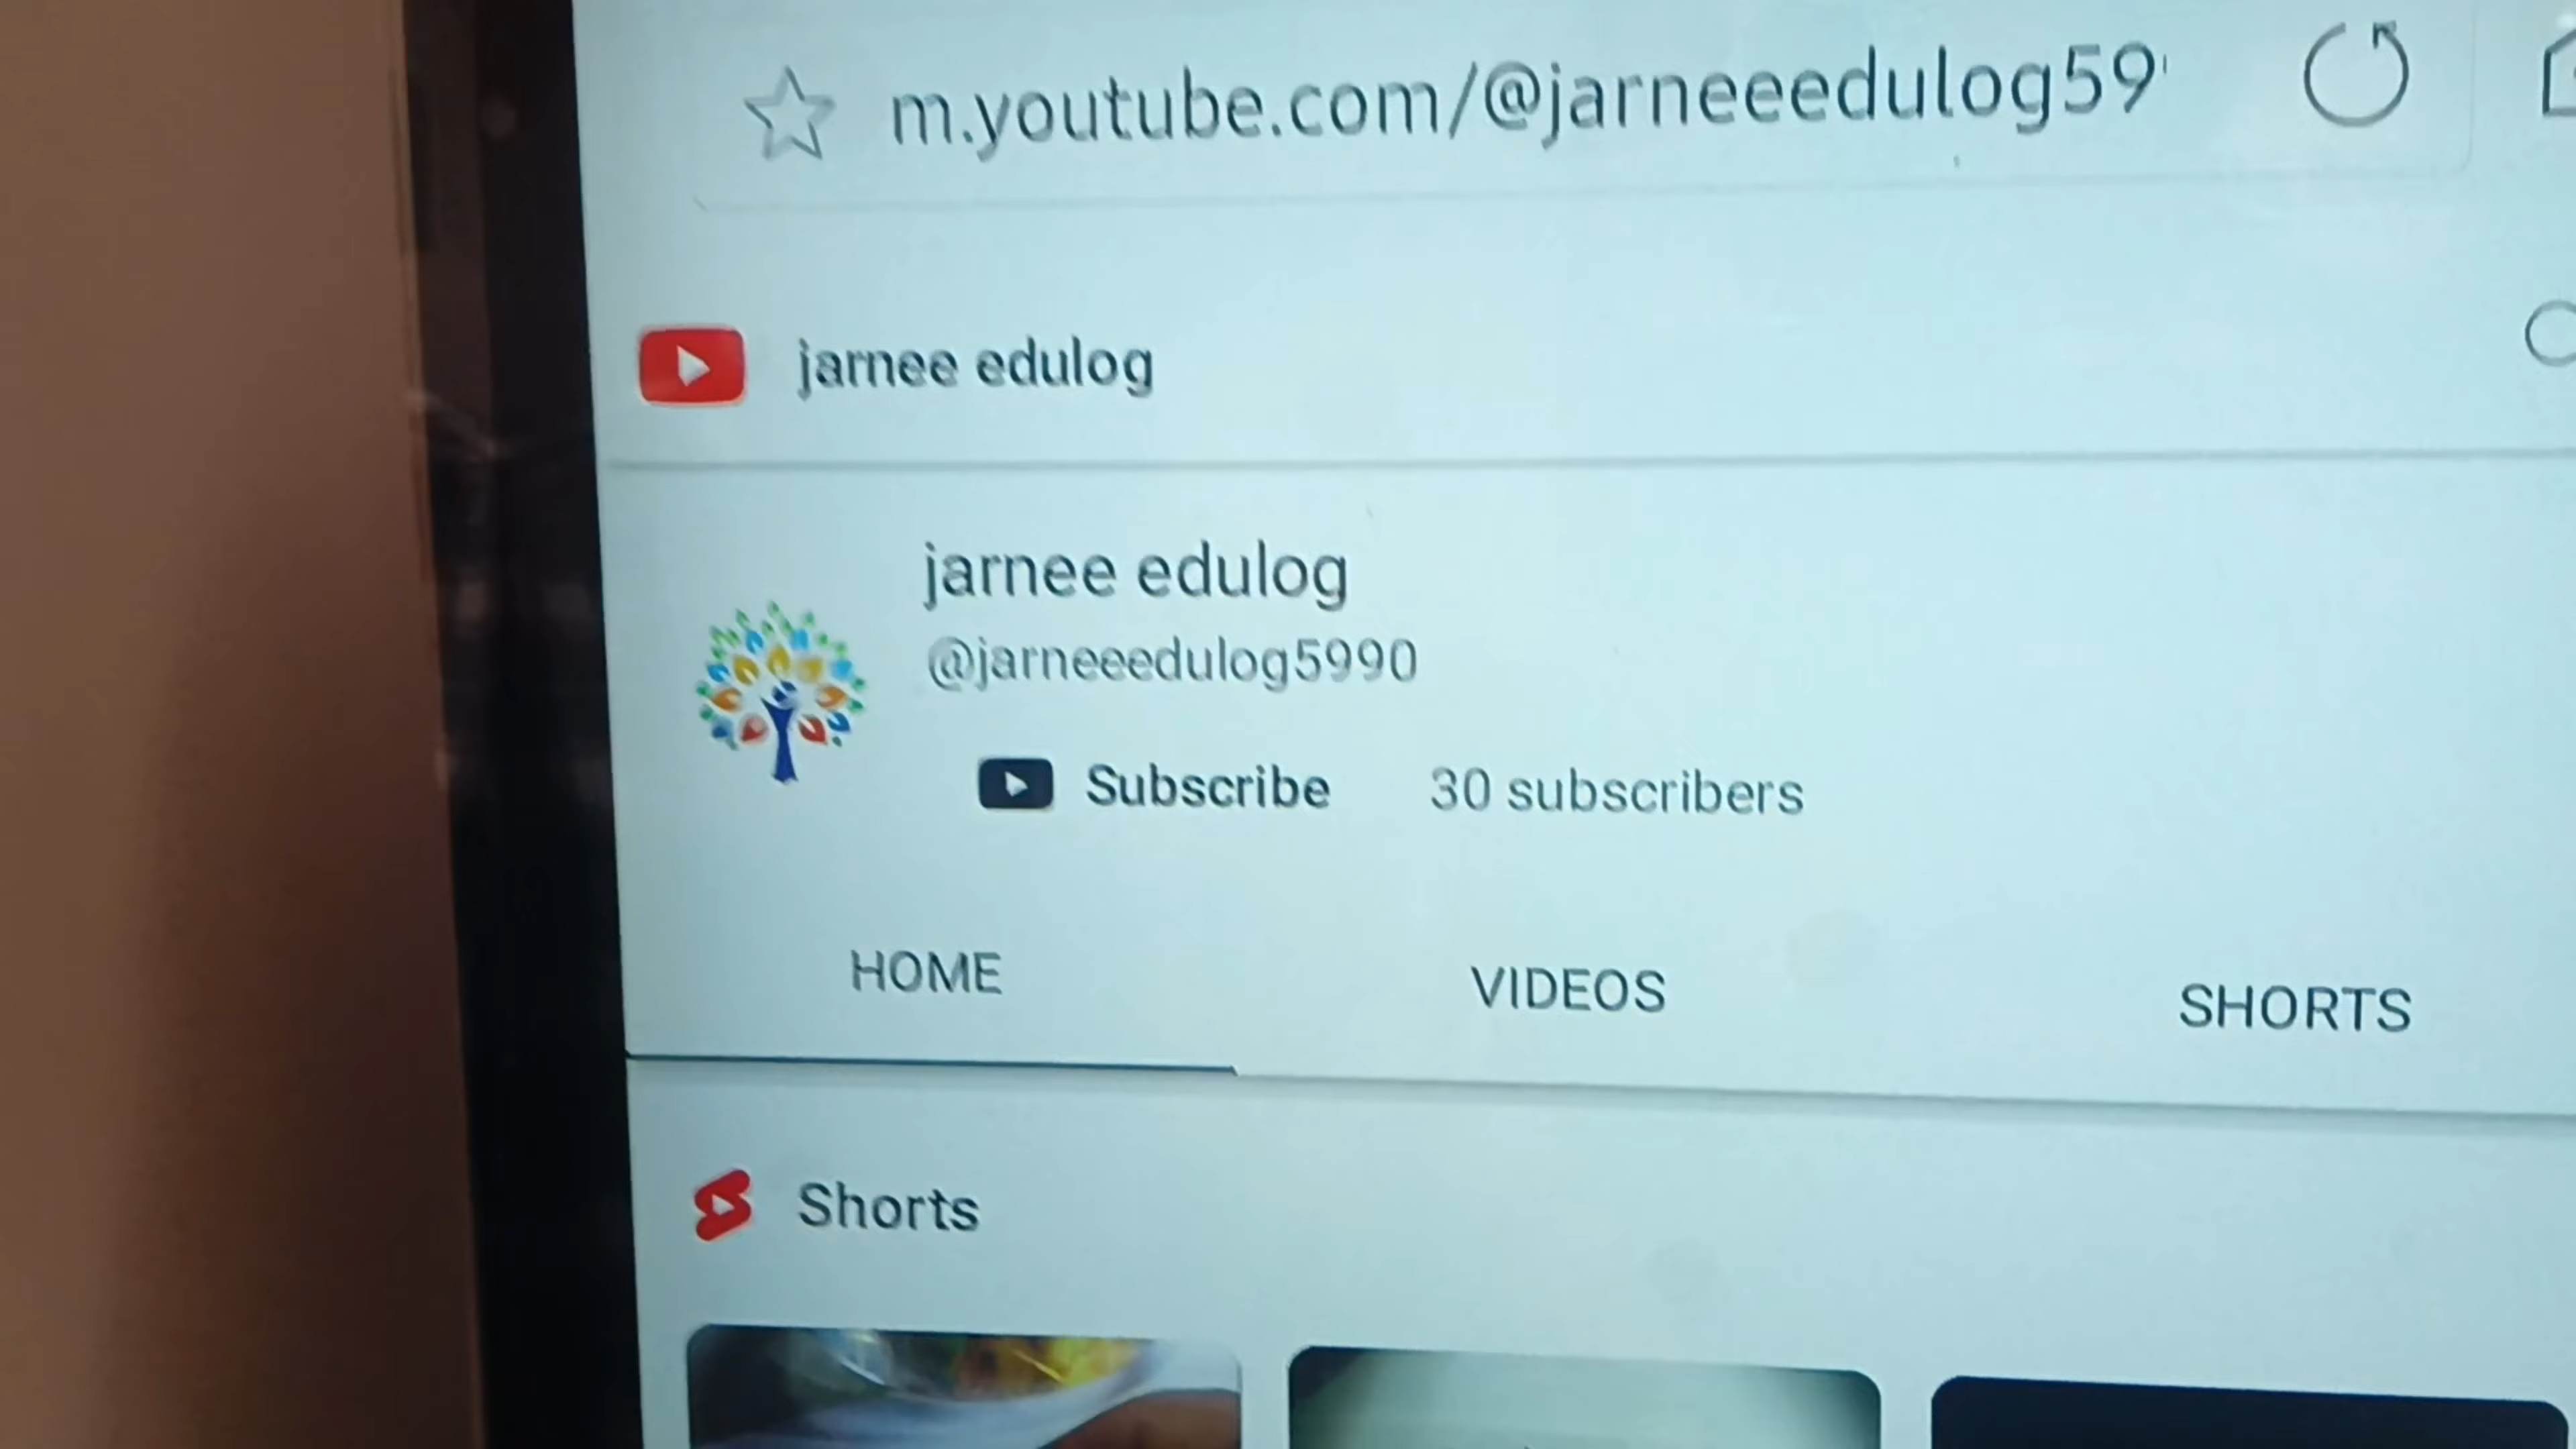 m.youtube.com/@jarneeedulog59
jarnee edulog
jarnee edulog
@jarneeedulog5990
Subscribe 30 subscribers
HOME VIDEOS SHORTS
Shorts